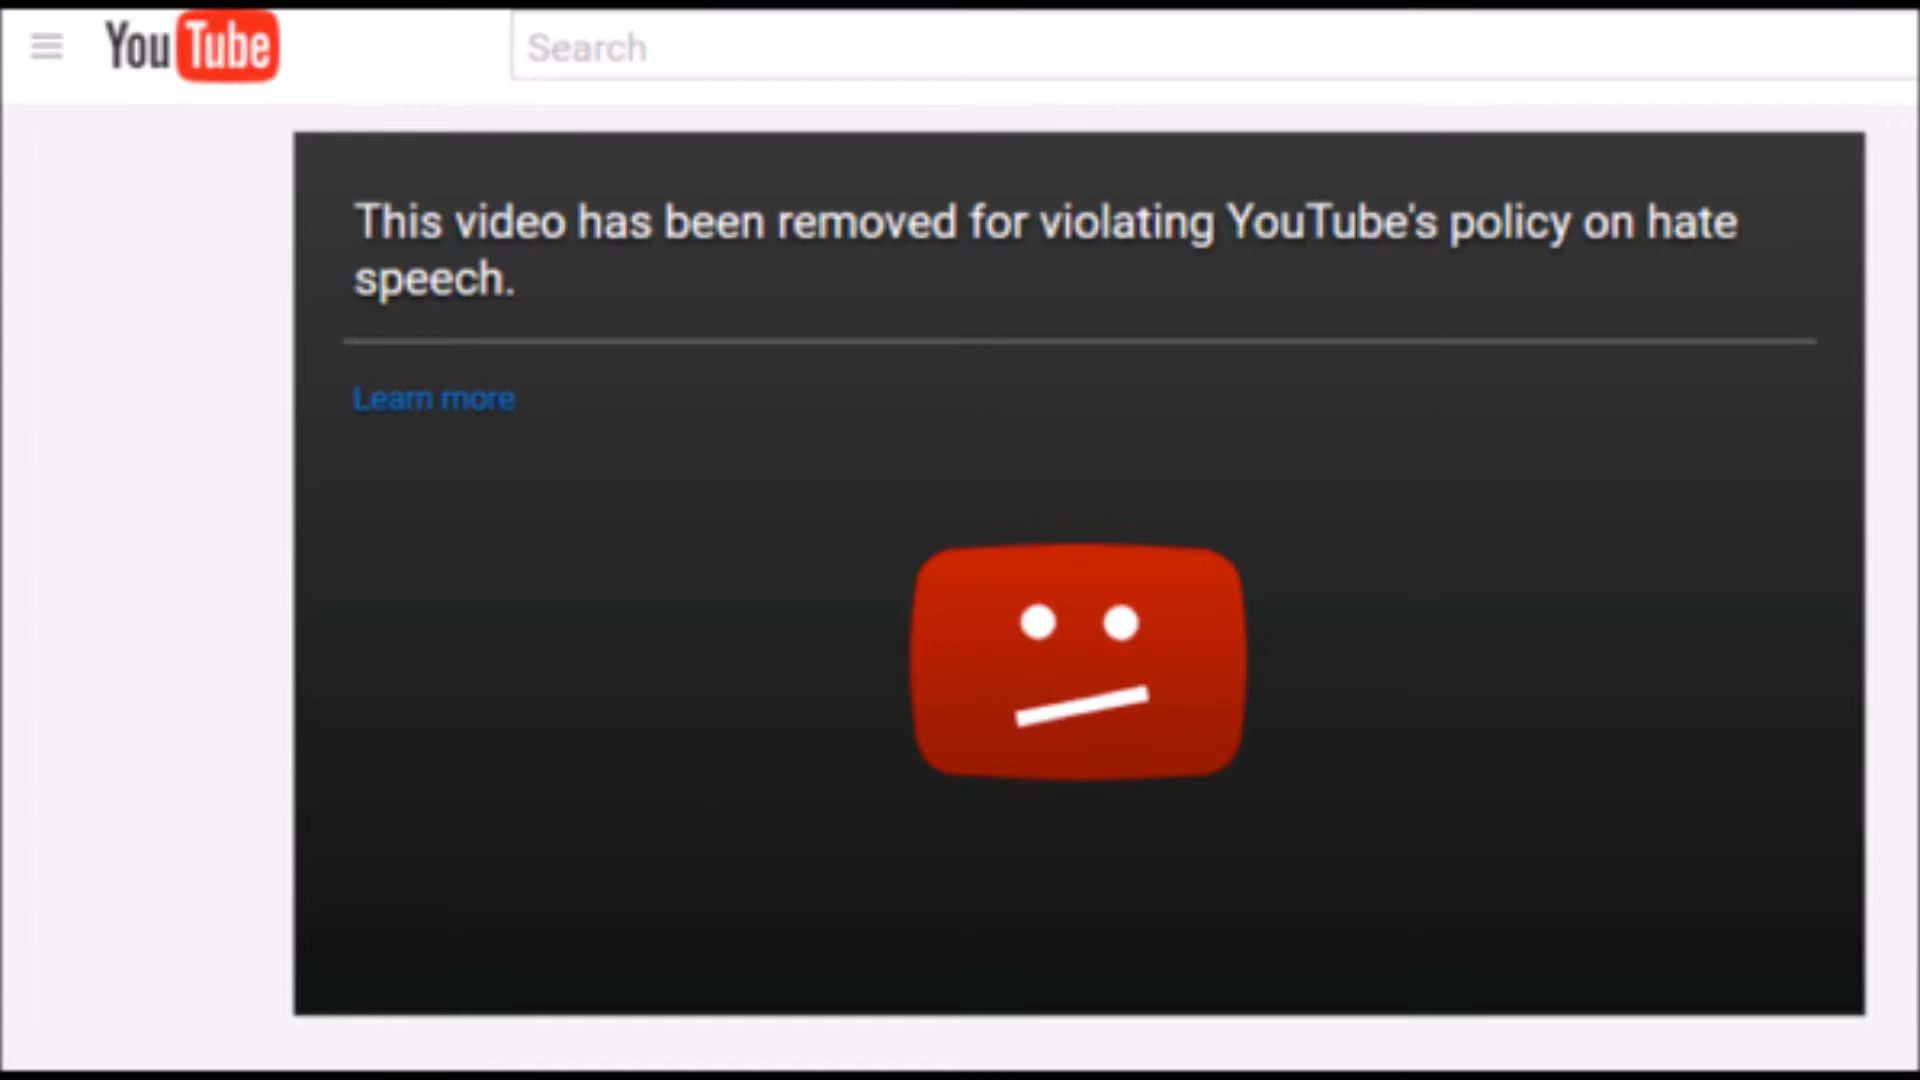 YouTube
Search
This video has been removed for violating YouTube's policy on hate
speech.
Learn more